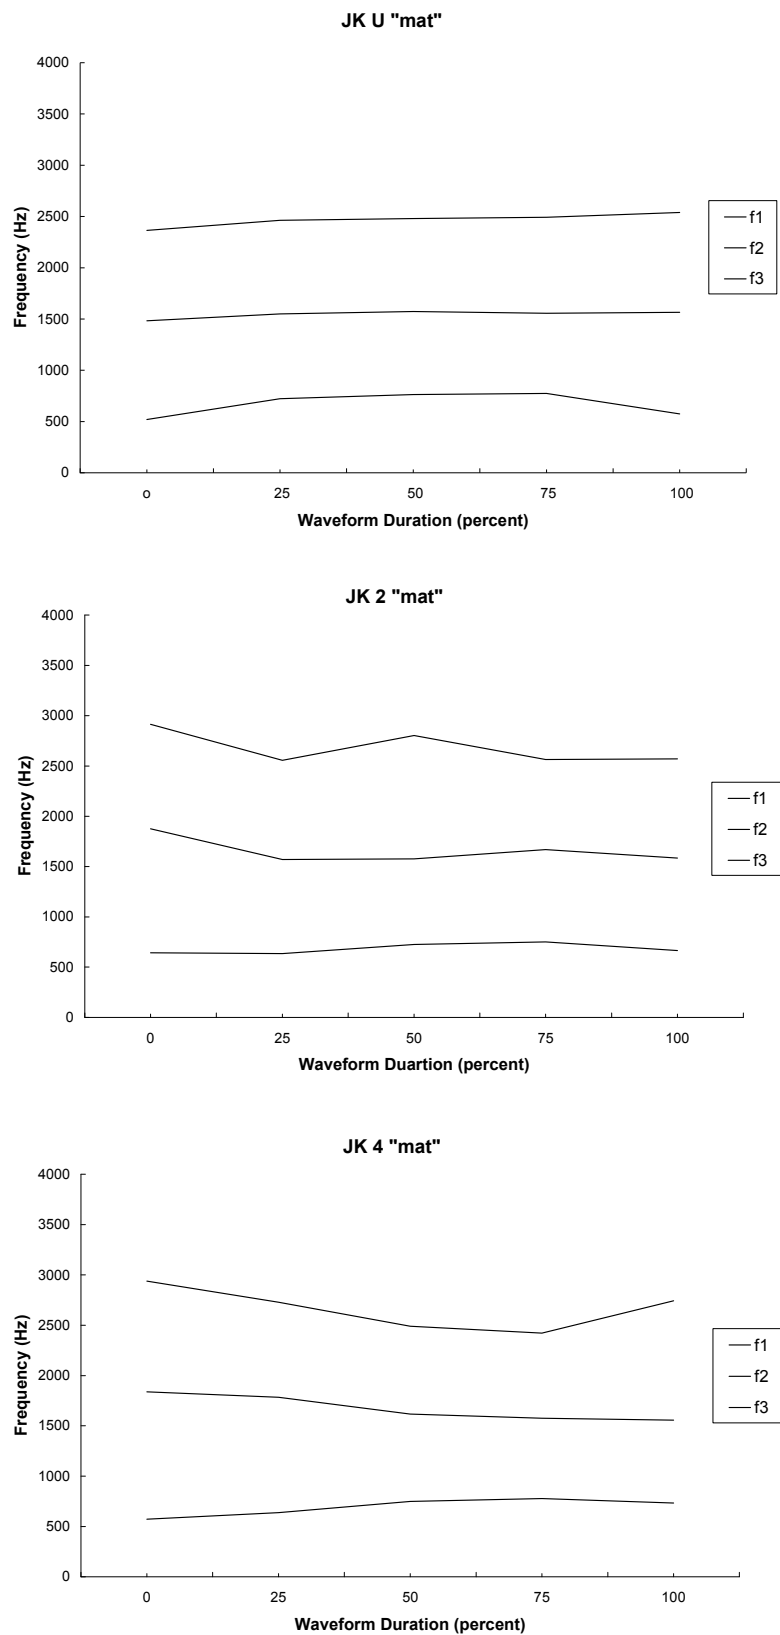 JK U "mat"
4000
3500
3000
2500
2000
1500
1000
500
0
Frequency (Hz)
f1
f2
f3
o 25 50 75 100
Waveform Duration (percent)
JK 2 "mat"
4000
3500
3000
2500
2000
1500
1000
500
0
Frequency (Hz)
f1
f2
f3
0 25 50 75 100
Waveform Duartion (percent)
JK 4 "mat"
4000
3500
3000
2500
2000
1500
1000
500
0
Frequency (Hz)
f1
f2
f3
0 25 50 75 100
Waveform Duration (percent)